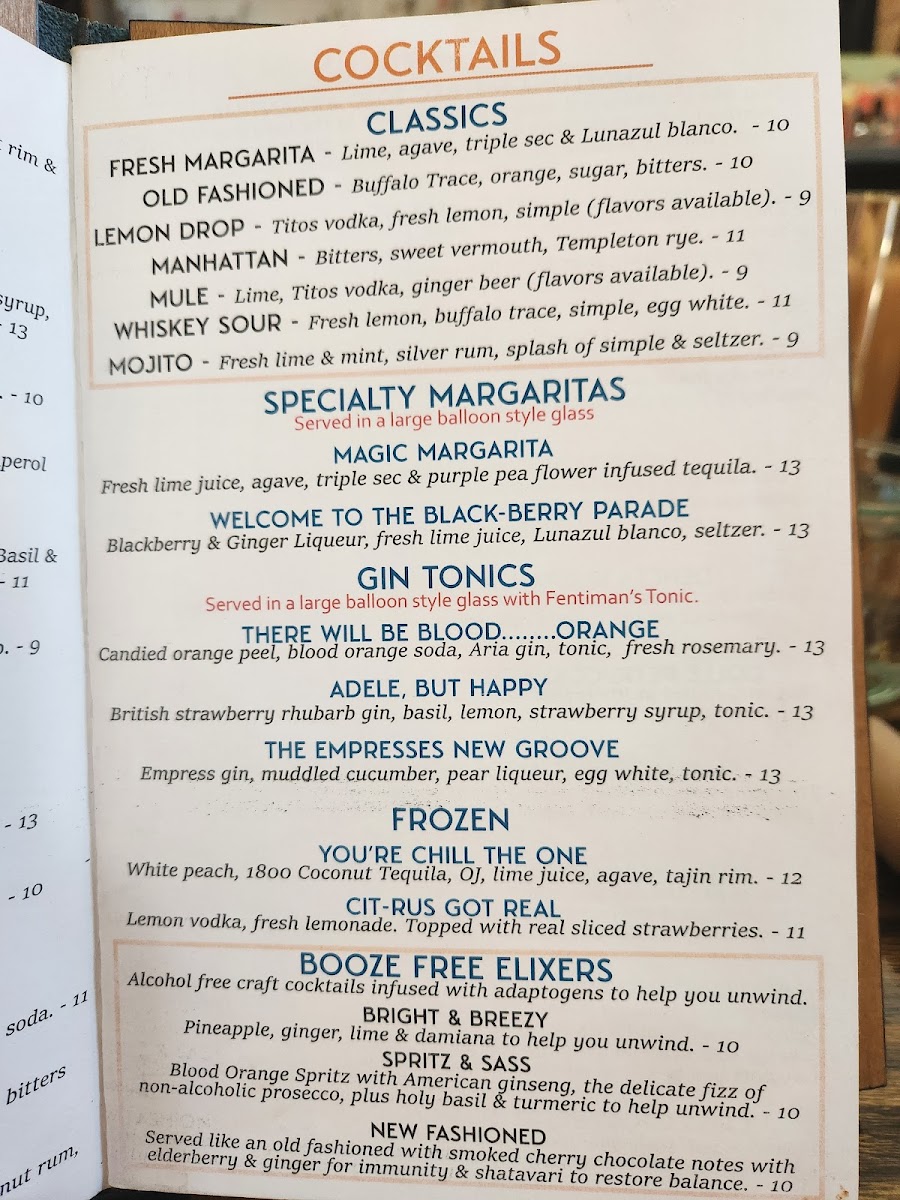 t rim &
syrup,
- 13
. - 10
perol
Basil &
- 11
. - 9
- 13
- 10
soda. - 11
bitters
nut rum,
COCKTAILS
CLASSICS
FRESH MARGARITA - Lime, agave, triple sec & Lunazul blanco. - 10
OLD FASHIONED - Buffalo Trace, orange, sugar, bitters. - 10
LEMON DROP - Titos vodka, fresh lemon, simple (flavors available). - 9
MANHATTAN - Bitters, sweet vermouth, Templeton rye. - 11
MULE - Lime, Titos vodka, ginger beer (flavors available). - 9
WHISKEY SOUR - Fresh lemon, buffalo trace, simple, egg white. - 11
MOJITO - Fresh lime & mint, silver rum, splash of simple & seltzer. - 9
SPECIALTY MARGARITAS
Served in a large balloon style glass
MAGIC MARGARITA
Fresh lime juice, agave, triple sec & purple pea flower infused tequila. - 13
WELCOME TO THE BLACK-BERRY PARADE
Blackberry & Ginger Liqueur, fresh lime juice, Lunazul blanco, seltzer. - 13
GIN TONICS
Served in a large balloon style glass with Fentiman's Tonic.
THERE WILL BE BLOOD........ORANGE
Candied orange peel, blood orange soda, Aria gin, tonic, fresh rosemary. - 13
ADELE, BUT HAPPY
British strawberry rhubarb gin, basil, lemon, strawberry syrup, tonic. - 13
THE EMPRESSES NEW GROOVE
Empress gin, muddled cucumber, pear liqueur, egg white, tonic. - 13
FROZEN
YOU'RE CHILL THE ONE
White peach, 1800 Coconut Tequila, OJ, lime juice, agave, tajin rim. - 12
CIT-RUS GOT REAL
Lemon vodka, fresh lemonade. Topped with real sliced strawberries. - 11
BOOZE FREE ELIXERS
Alcohol free craft cocktails infused with adaptogens to help you unwind.
BRIGHT & BREEZY
Pineapple, ginger, lime & damiana to help you unwind. - 10
SPRITZ & SASS
Blood Orange Spritz with American ginseng, the delicate fizz of
non-alcoholic prosecco, plus holy basil & turmeric to help unwind. - 10
NEW FASHIONED
Served like an old fashioned with smoked cherry chocolate notes with
elderberry & ginger for immunity & shatavari to restore balance. - 10